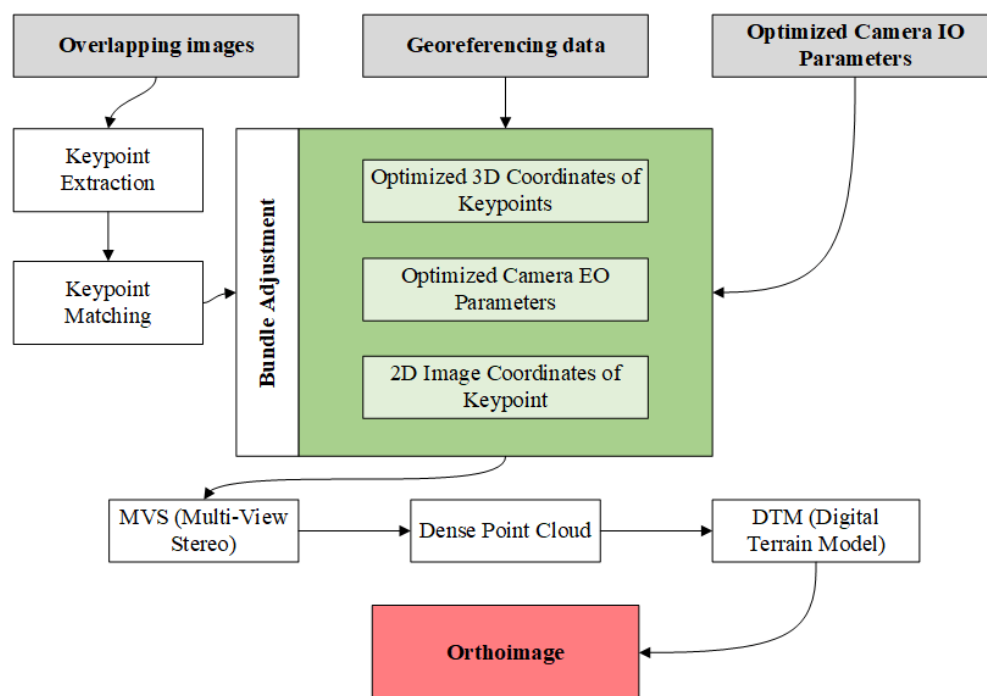 Overlapping images
Georeferencing data
Optimized Camera IO
Parameters
Keypoint
Extraction
Keypoint
Matching
Bundle Adjustment
Optimized 3D Coordinates of
Keypoints
Optimized Camera EO
Parameters
2D Image Coordinates of
Keypoint
MVS (Multi-View
Stereo)
Dense Point Cloud
DTM (Digital
Terrain Model)
Orthoimage